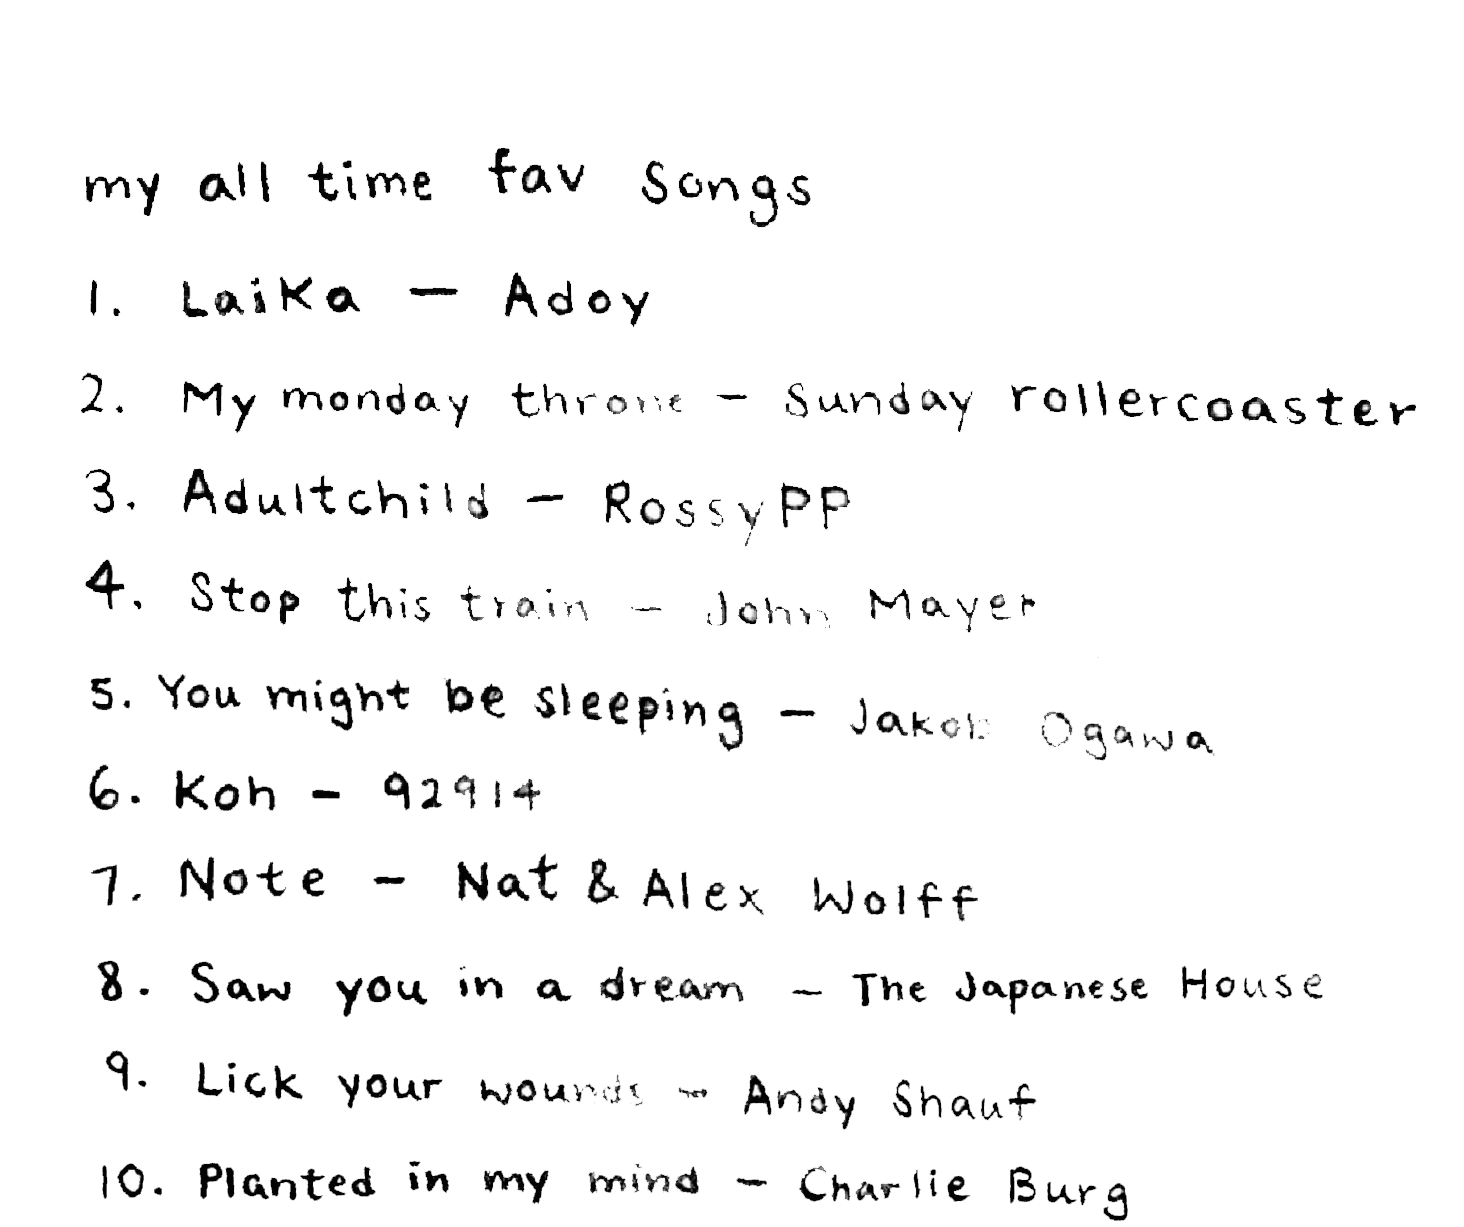 my all time fav songs
1. Laika - Adoy
2. My monday throne - Sunday rollercoaster
3. Adultchild - RossyPP
4. Stop this train - John Mayer
5. You might be sleeping - Jakob Ogawa
6. Koh - 92914
7. Note - Nat & Alex Wolff
8. Saw you in a dream - The Japanese House
9. Lick your wounds - Andy Shauf
10. Planted in my mind - Charlie Burg